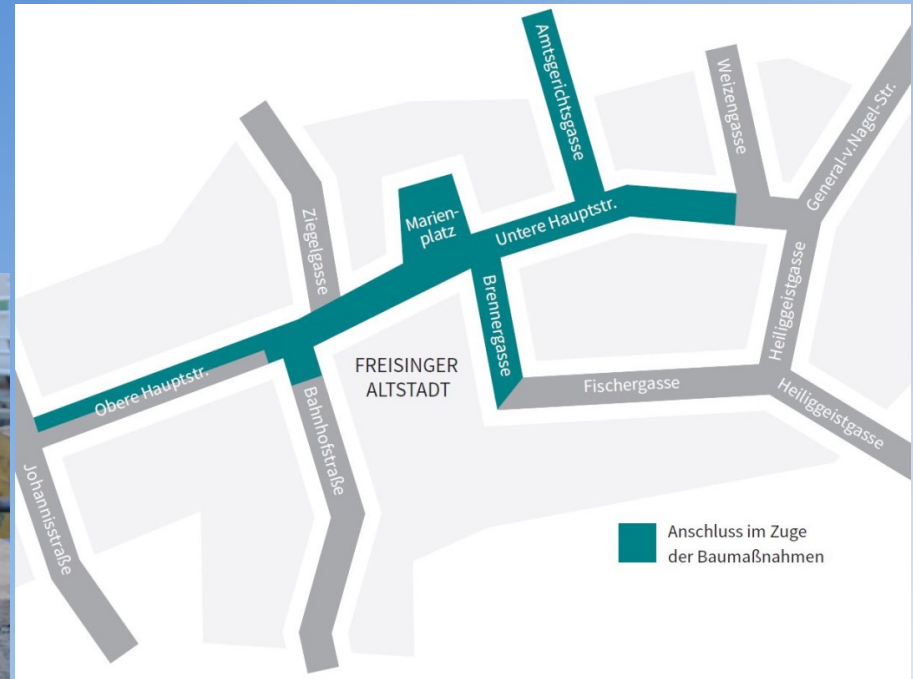 Amtsgerichtsgasse
Weizengasse
General-v.Nagel-Str.
Ziegelgasse
Marien-
platz
Untere Hauptstr.
Brennergasse
Heiliggeistgasse
FREISINGER
ALTSTADT
Fischergasse
Obere Hauptstr.
Bahnhofstraße
Heiliggeistgasse
Johannisstraße
Anschluss im Zuge
der Baumaßnahmen